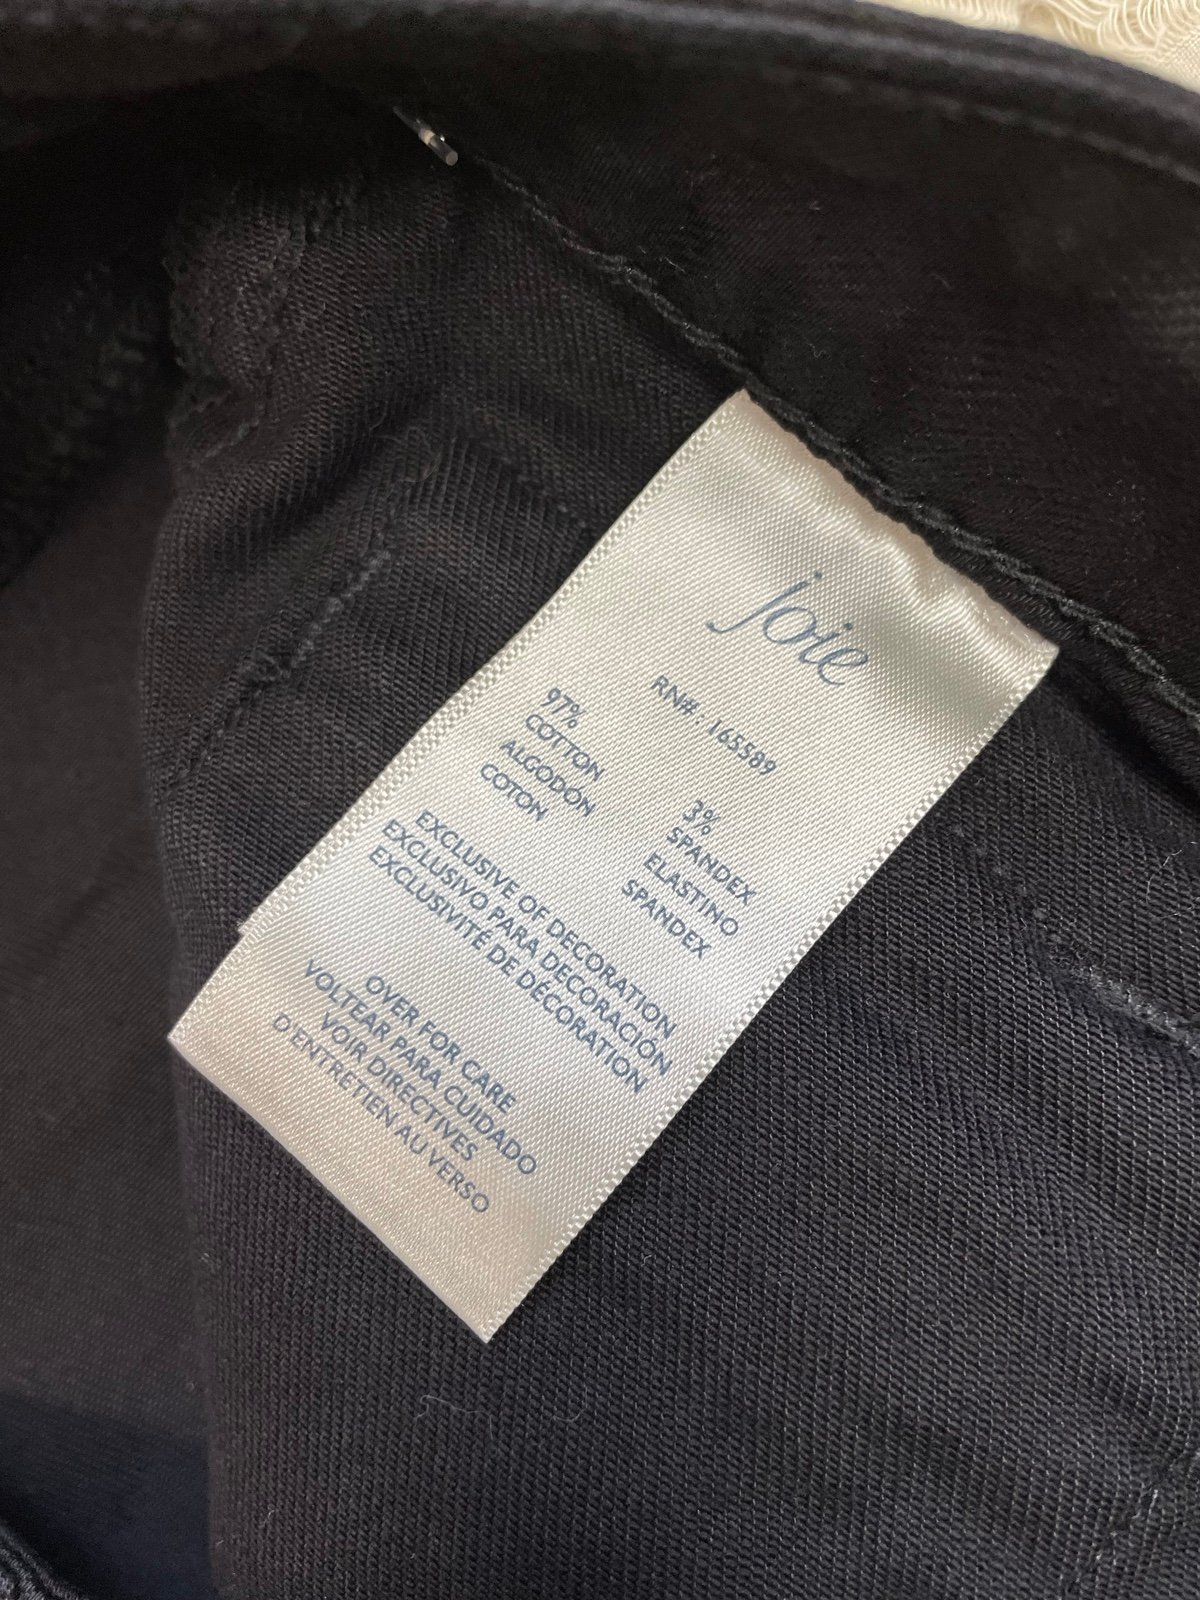 joie
RN#: 165589
97%
COTTON
ALGODON
COTON
3%
SPANDEX
ELASTINO
SPANDEX
EXCLUSIVE OF DECORATION
EXCLUSIVO PARA DECORACIÓN
EXCLUSIVITÉ DE DÉCORATION
OVER FOR CARE
VOLTEAR PARA CUIDADO
VOIR DIRECTIVES
D'ENTRETIEN AU VERSO